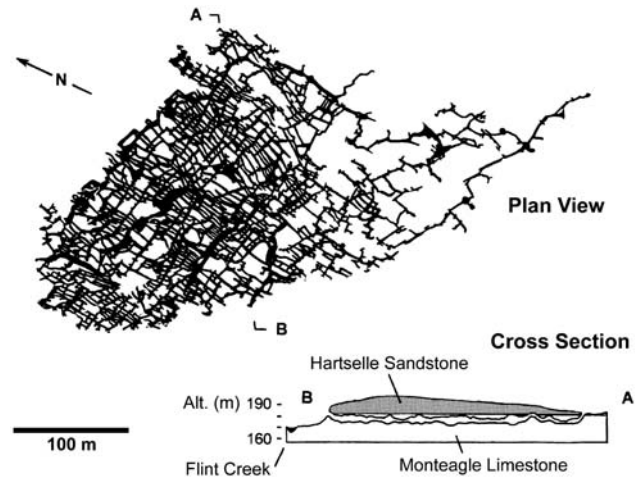 A
N
Plan View
B
Cross Section
Hartselle Sandstone
B
A
Alt. (m)
190
160
100 m
Flint Creek
Monteagle Limestone